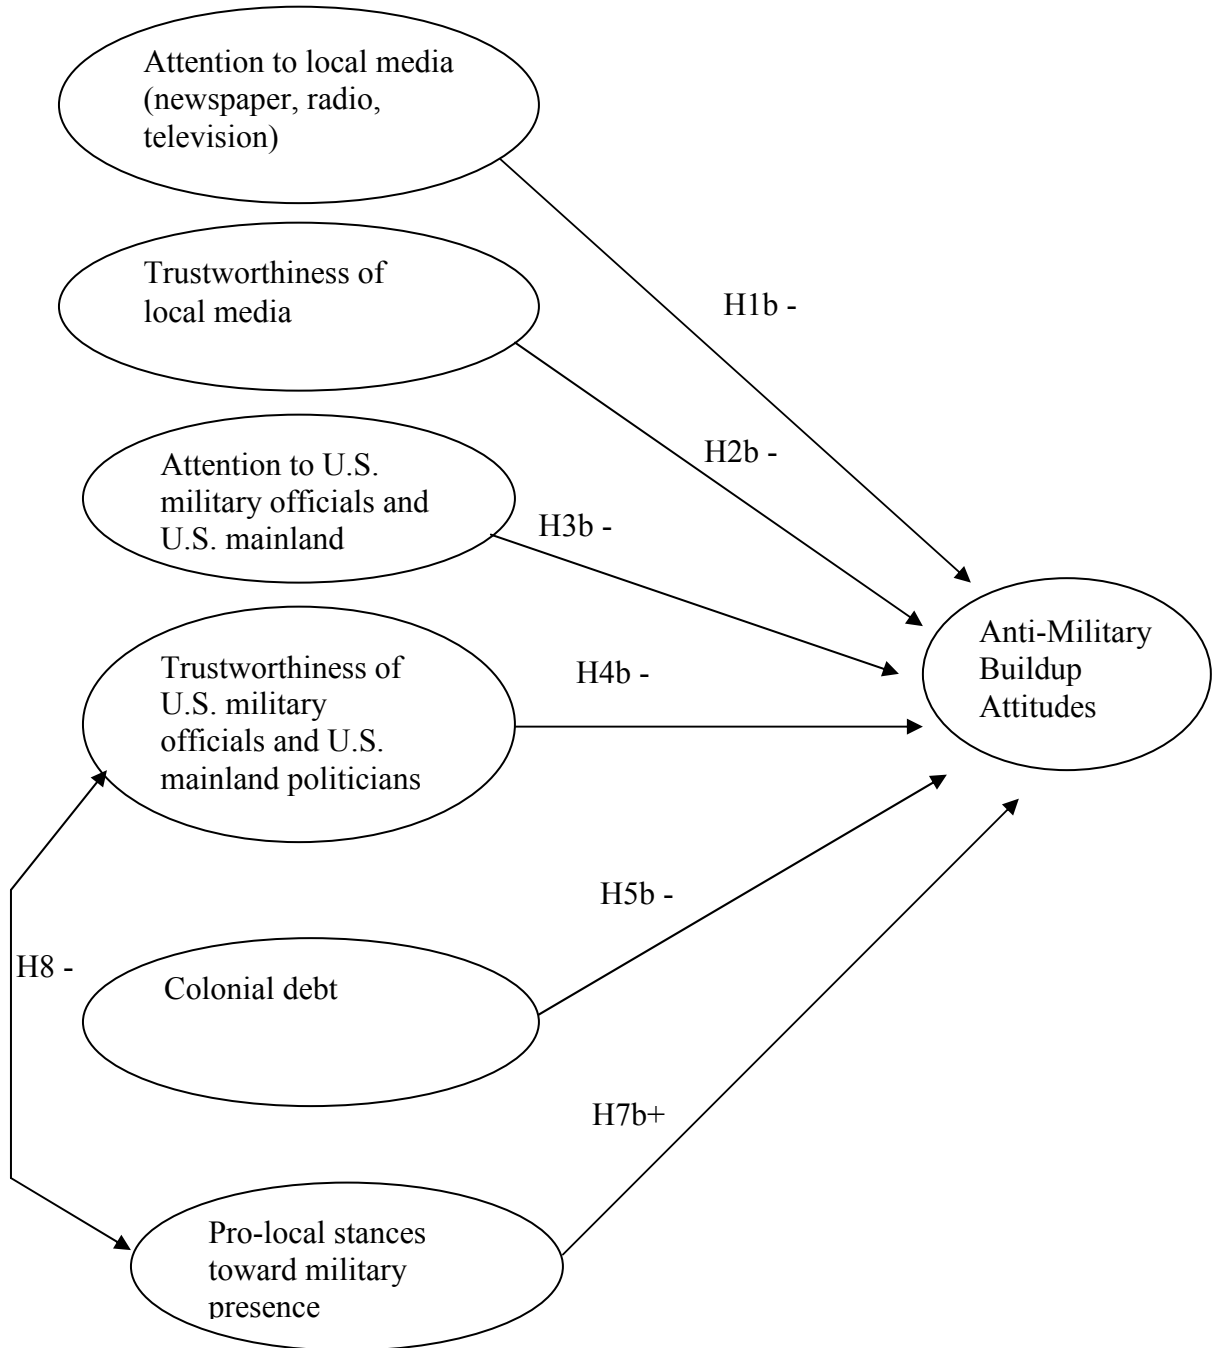 Attention to local media
(newspaper, radio,
television)
Trustworthiness of
local media
H1b -
H2b -
Attention to U.S.
military officials and
U.S. mainland
H3b -
Trustworthiness of
U.S. military
officials and U.S.
mainland politicians
H4b -
Anti-Military
Buildup
Attitudes
H5b -
H8 -
Colonial debt
H7b+
Pro-local stances
toward military
presence